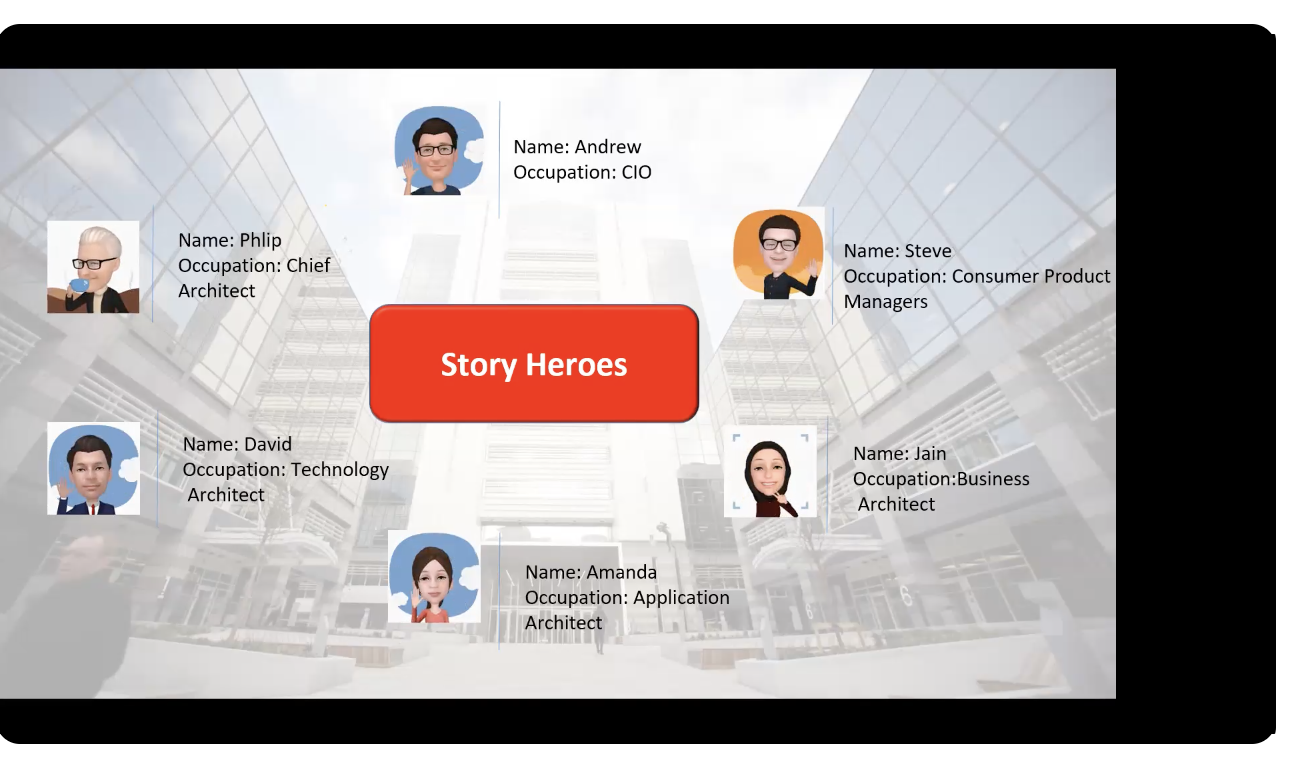 Name: Andrew
Occupation: CIO
Name: Phlip
Occupation: Chief
Architect
Name: Steve
Occupation: Consumer Product
Managers
Story Heroes
Name: David
Occupation: Technology
Architect
Name: Jain
Occupation:Business
Architect
Name: Amanda
Occupation: Application
Architect